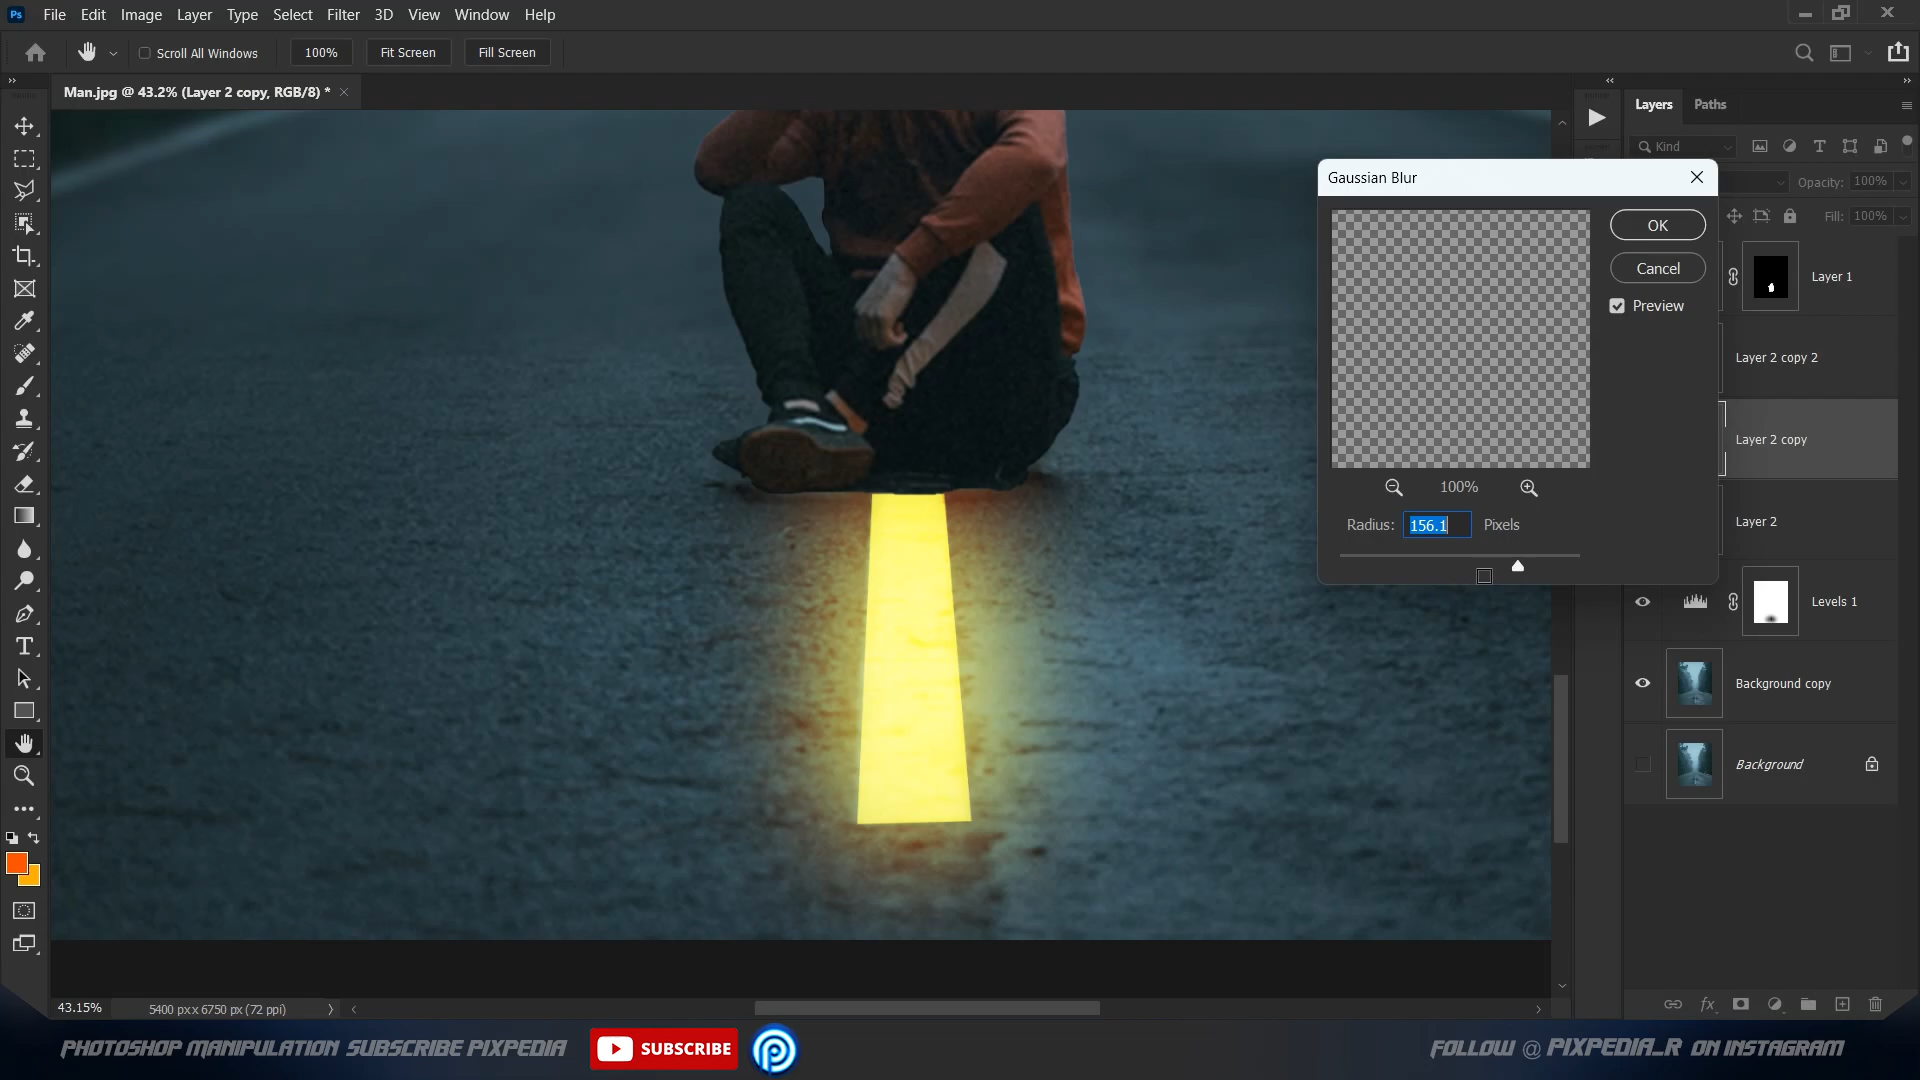 Ps File Edit Image Layer Type Select Filter 3D View Window Help
Scroll All Windows 100% Fit Screen Fill Screen
Man.jpg @ 43.2% (Layer 2 copy, RGB/8) *
Layers Paths
Kind
Opacity: 100%
Fill: 100%
Gaussian Blur
OK
Cancel
Preview
100%
Radius: 156.1 Pixels
Layer 1
Layer 2 copy 2
Layer 2 copy
Layer 2
Levels 1
Background copy
Background
43.15% 5400 px x 6750 px (72 ppi)
PHOTOSHOP MANIPULATION SUBSCRIBE PIXPEDIA
SUBSCRIBE
FOLLOW @ PIXPEDIA_R ON INSTAGRAM